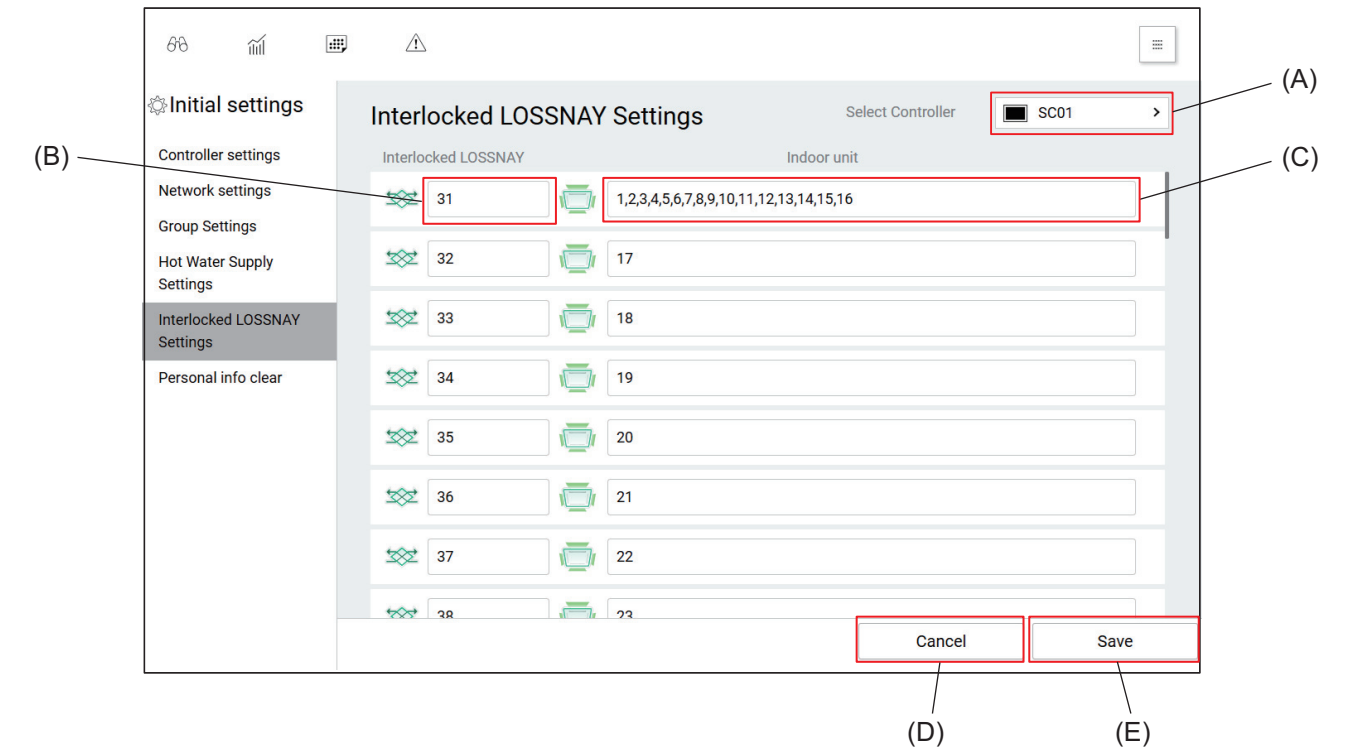 (A)
Initial settings
Interlocked LOSSNAY Settings
Select Controller
SC01
(B)
Controller settings
Network settings
Group Settings
Hot Water Supply
Settings
Interlocked LOSSNAY
Settings
Personal info clear
Interlocked LOSSNAY
Indoor unit
(C)
31
1,2,3,4,5,6,7,8,9,10,11,12,13,14,15,16
32
17
33
18
34
19
35
20
36
21
37
22
38
23
Cancel
Save
(D)
(E)